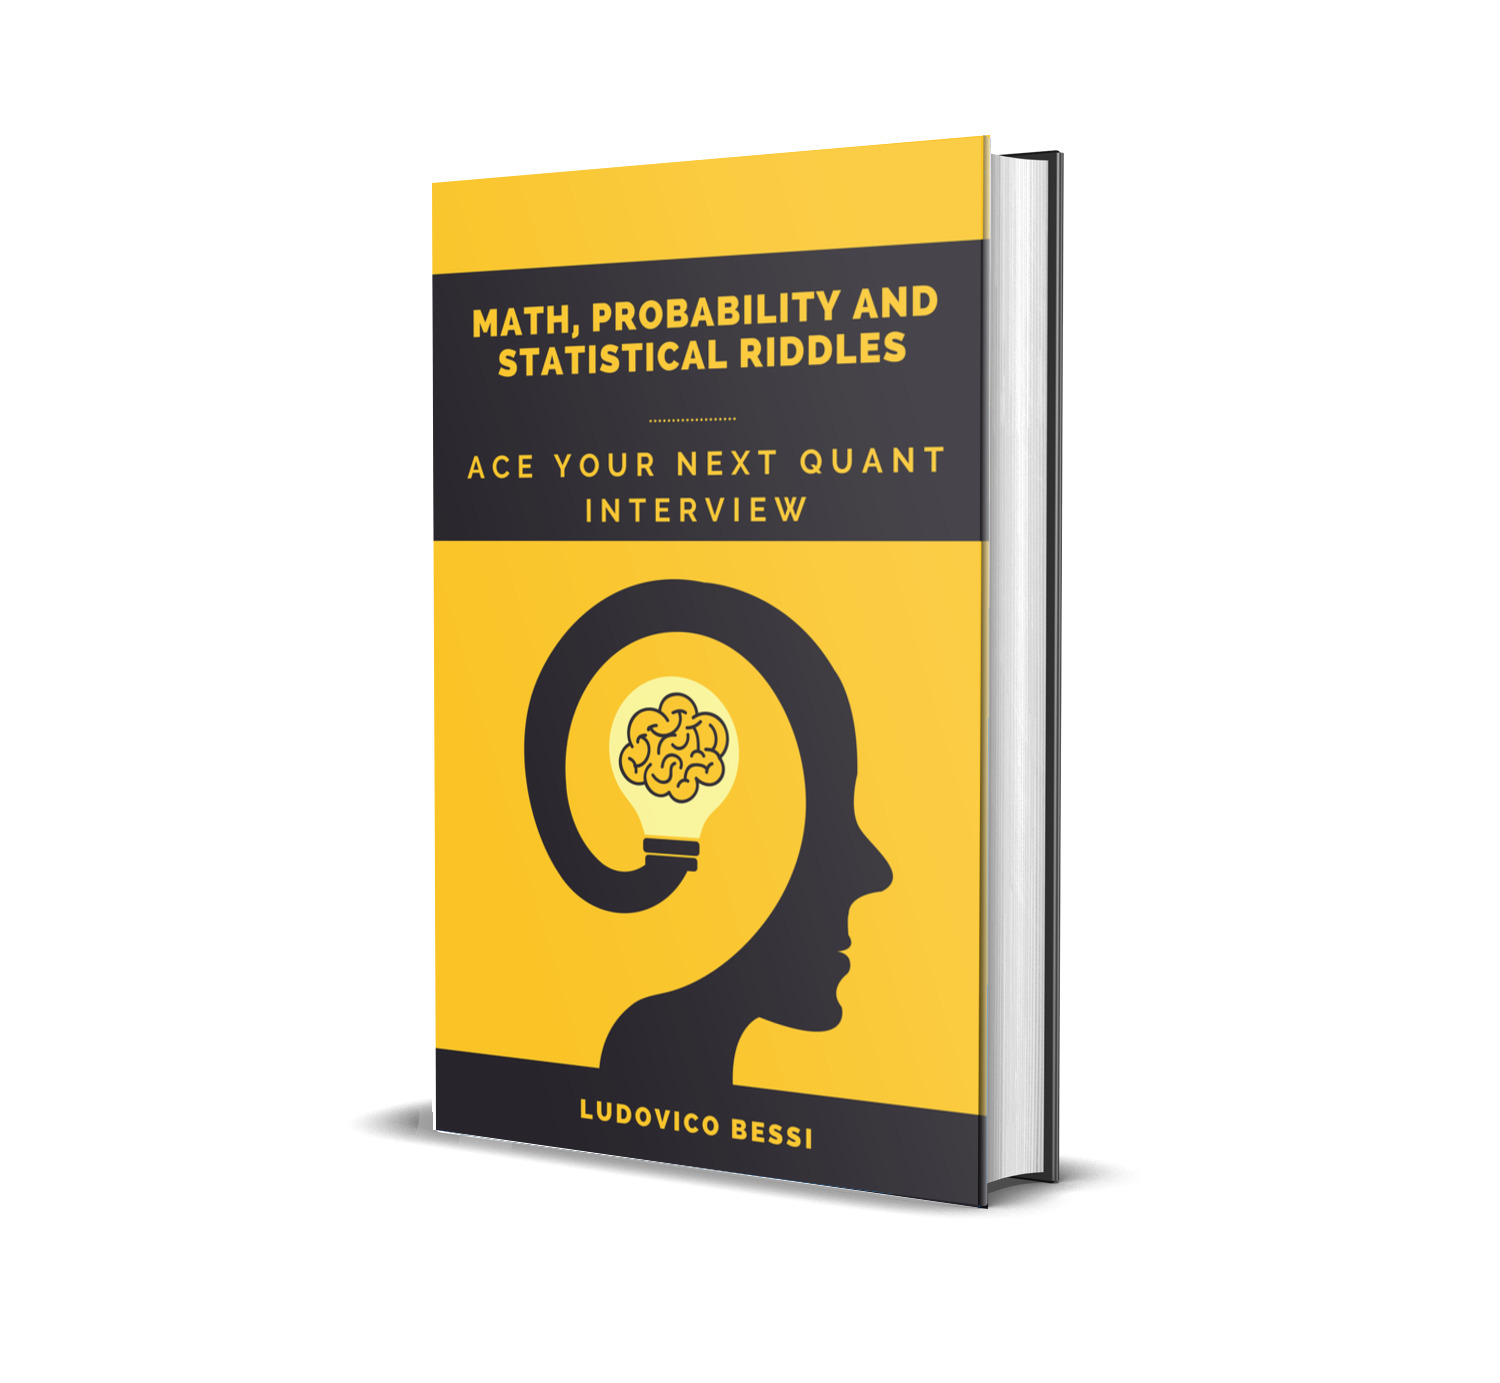 MATH, PROBABILITY AND
STATISTICAL RIDDLES
ACE YOUR NEXT QUANT
INTERVIEW
LUDOVICO BESSI